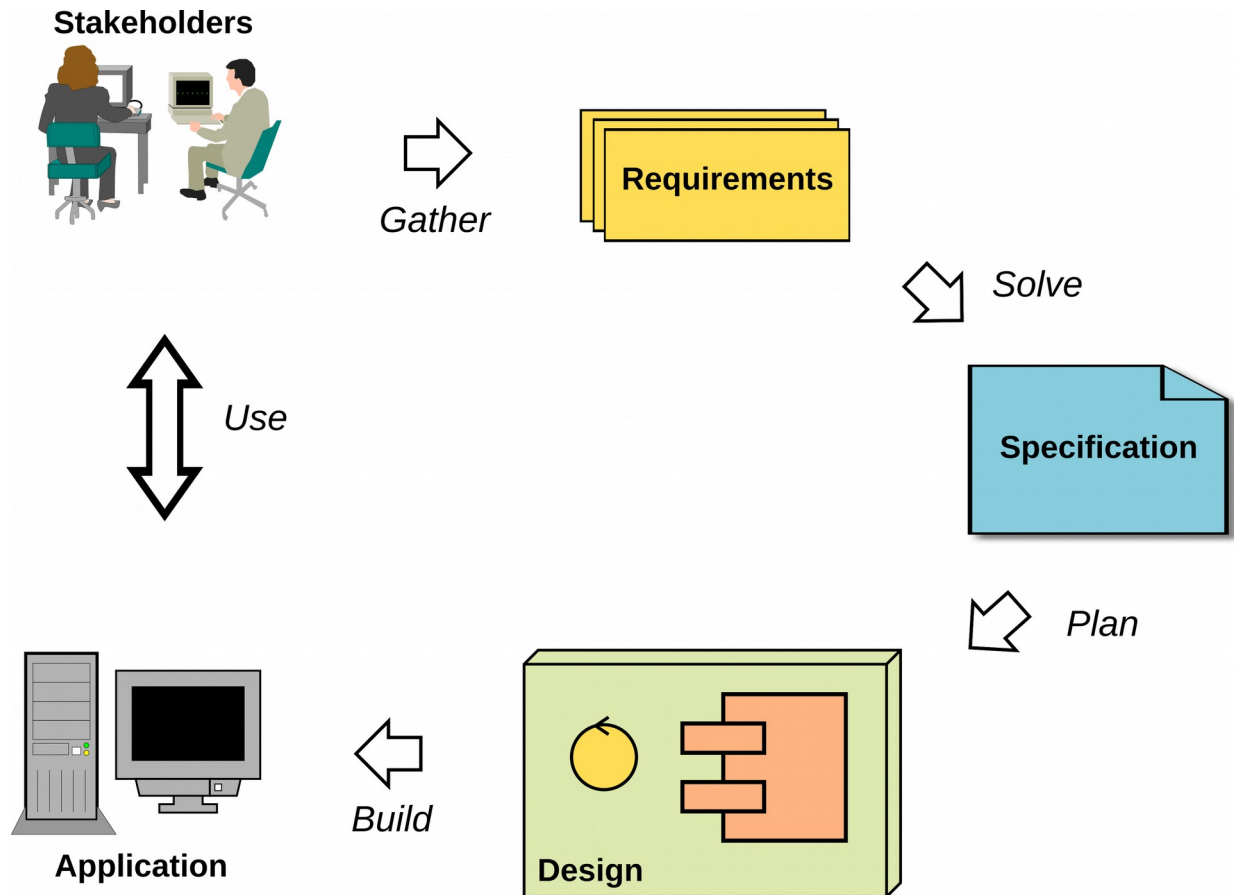 Stakeholders
Gather
Requirements
Solve
Specification
Plan
Design
Build
Application
Use